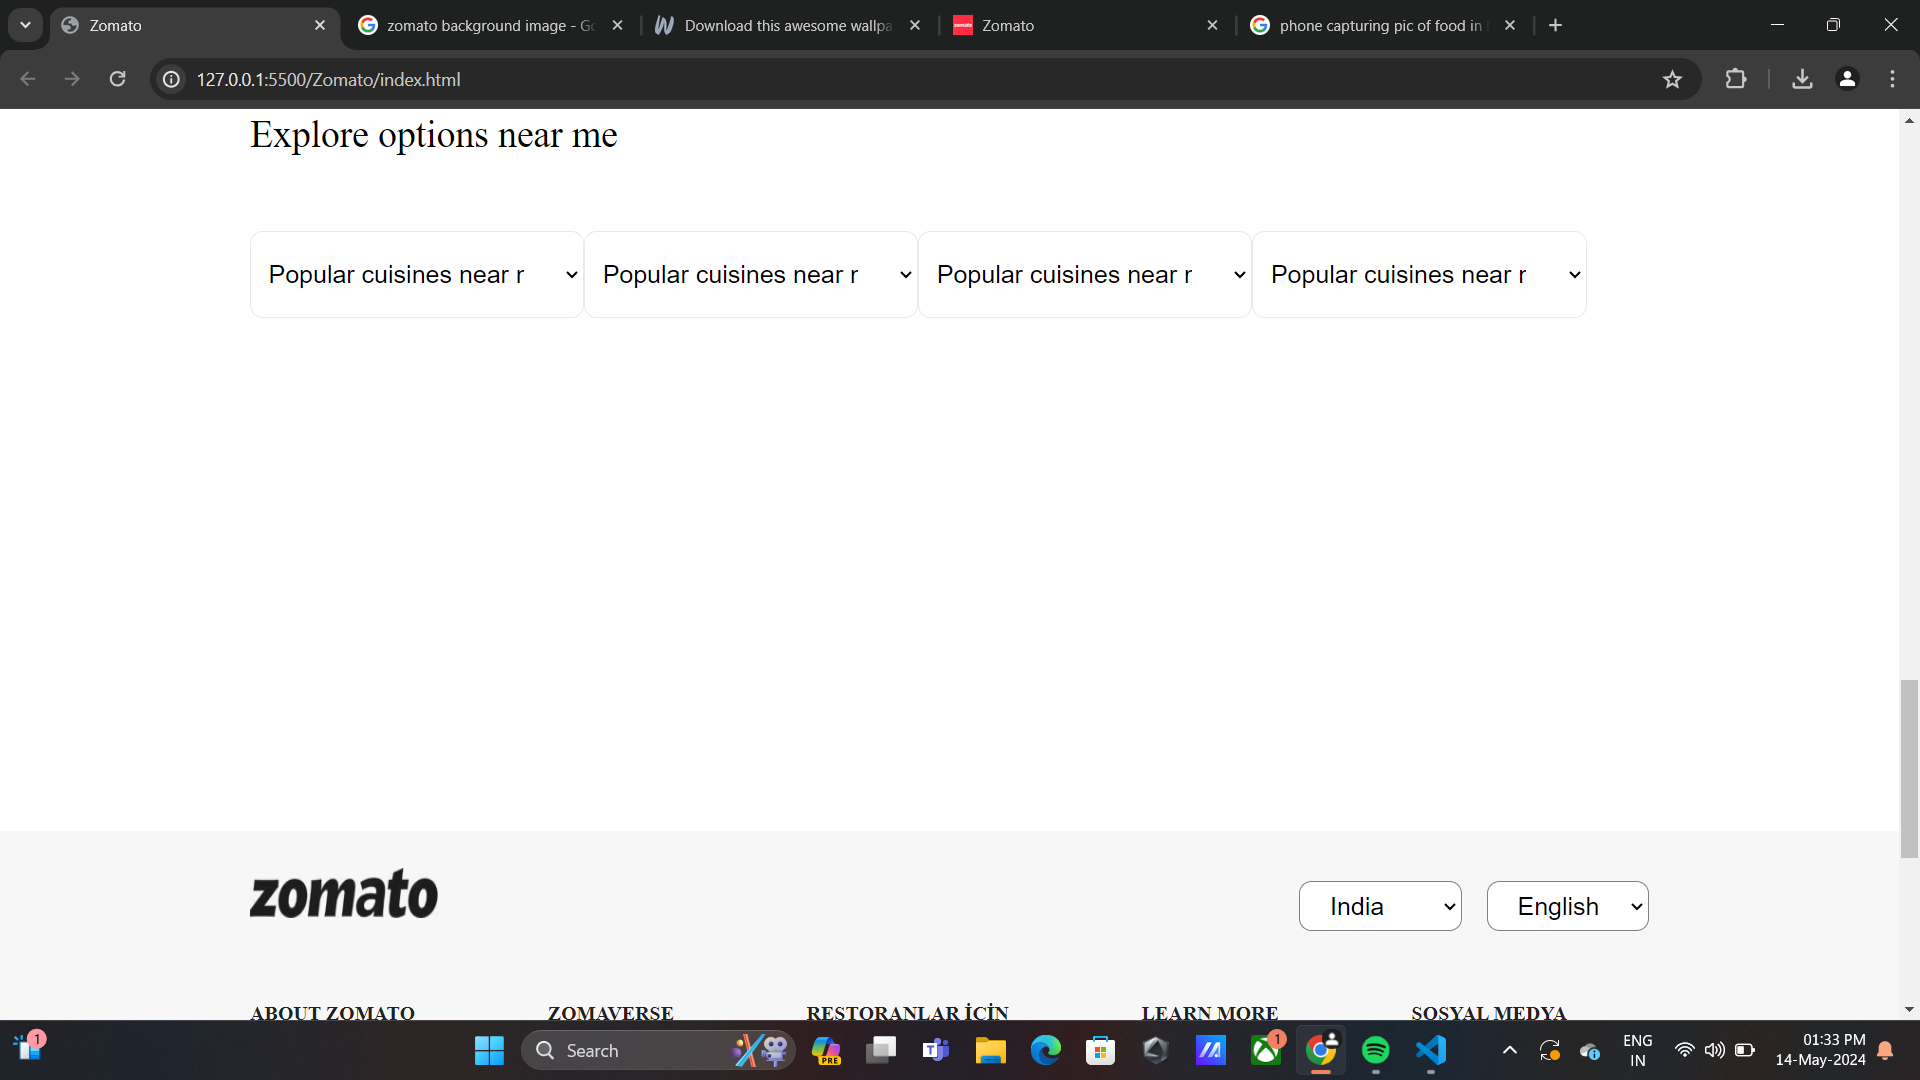 Zomato
zomato background image - Go
Download this awesome wallpa
Zomato
phone capturing pic of food in
127.0.0.1:5500/Zomato/index.html
Explore options near me
Popular cuisines near r
Popular cuisines near r
Popular cuisines near r
Popular cuisines near r
zomato
India
English
ABOUT ZOMATO
ZOMAVERSE
RESTORANLAR İÇİN
LEARN MORE
SOSYAL MEDYA
1
Search
PRE
1
ENG
IN
01:33 PM
14-May-2024